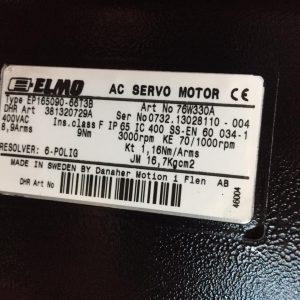 ELMO AC SERVO MOTOR CE
Type EP165090-6613B Art No 76W330A
DHR Art 381320729A Ser No 0732.13028110 - 004
400VAC Ins.class F IP 65 IC 400 SS-EN 60 034-1
8,9Arms 9Nm 3000rpm KE 70/1000rpm
Kt 1,16Nm/Arms
RESOLVER: 6-POLIG JM 16,7Kgcm2
MADE IN SWEDEN BY Danaher Motion i Flen AB
DHR Art No
46004